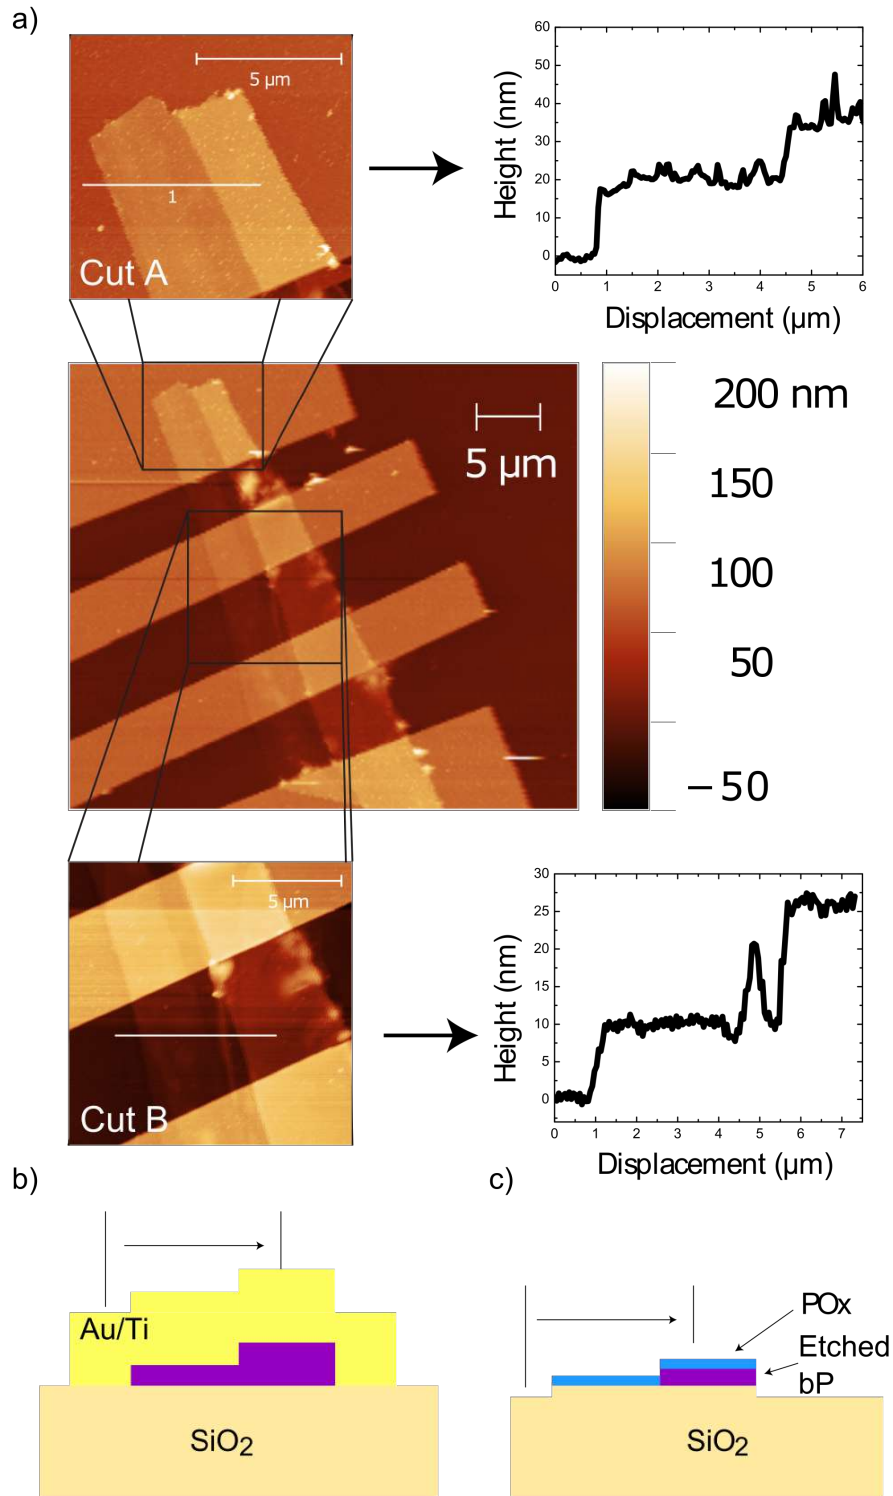 a)
5 μm
1
Cut A
60
50
40
30
20
10
0
Height (nm)
0 1 2 3 4 5 6
Displacement (μm)
5 μm
200 nm
150
100
50
−50
5 μm
Cut B
30
25
20
15
10
5
0
Height (nm)
0 1 2 3 4 5 6 7
Displacement (μm)
b)
Au/Ti
SiO2
c)
POx
Etched
bP
SiO2